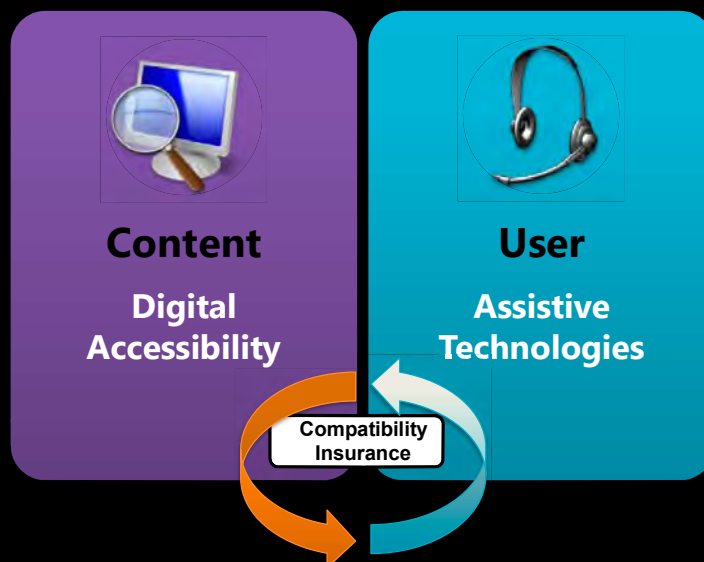 Content
Digital
Accessibility
User
Assistive
Technologies
Compatibility
Insurance